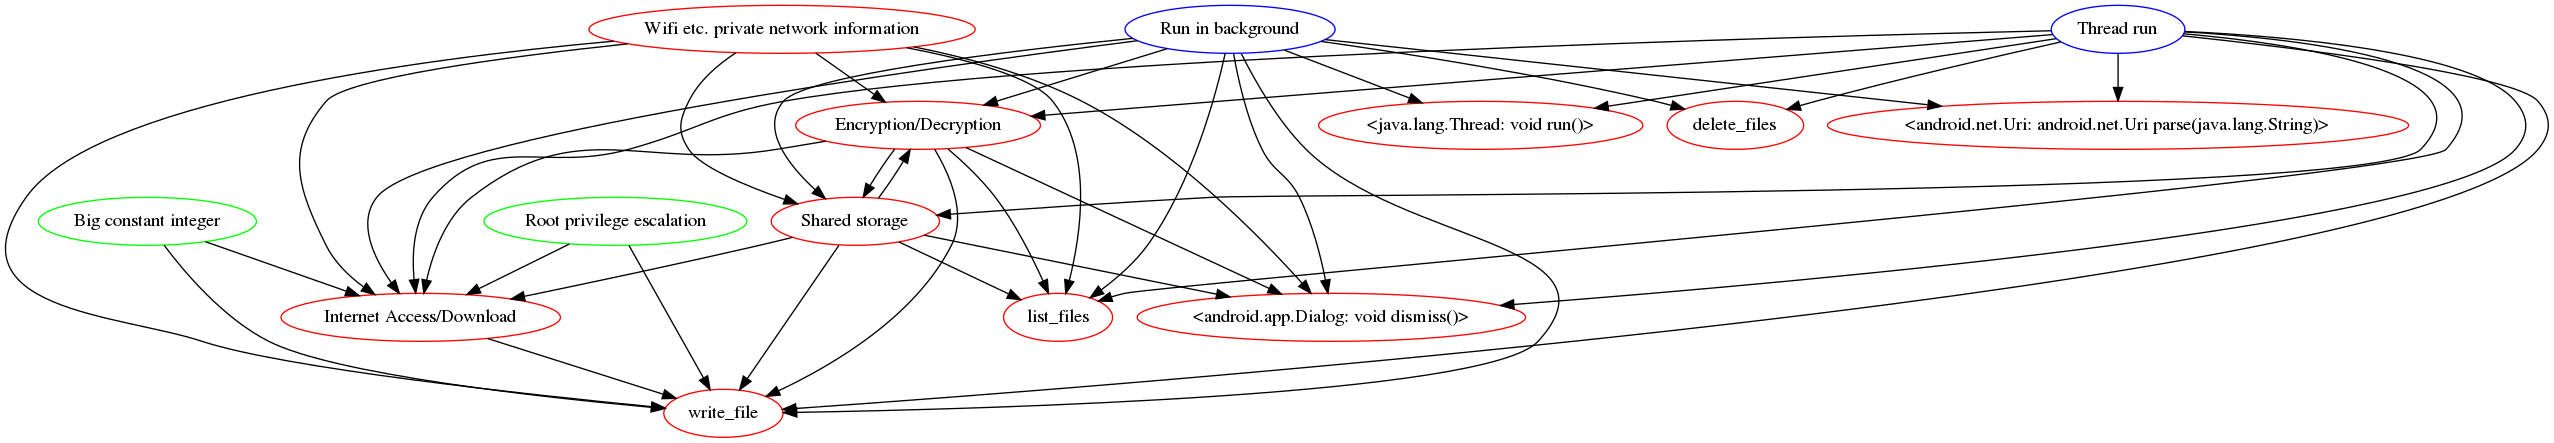 Wifi etc. private network information
Run in background
Thread run
Encryption/Decryption
<java.lang.Thread: void run()>
delete_files
<android.net.Uri: android.net.Uri parse(java.lang.String)>
Big constant integer
Root privilege escalation
Shared storage
Internet Access/Download
list_files
<android.app.Dialog: void dismiss()>
write_file